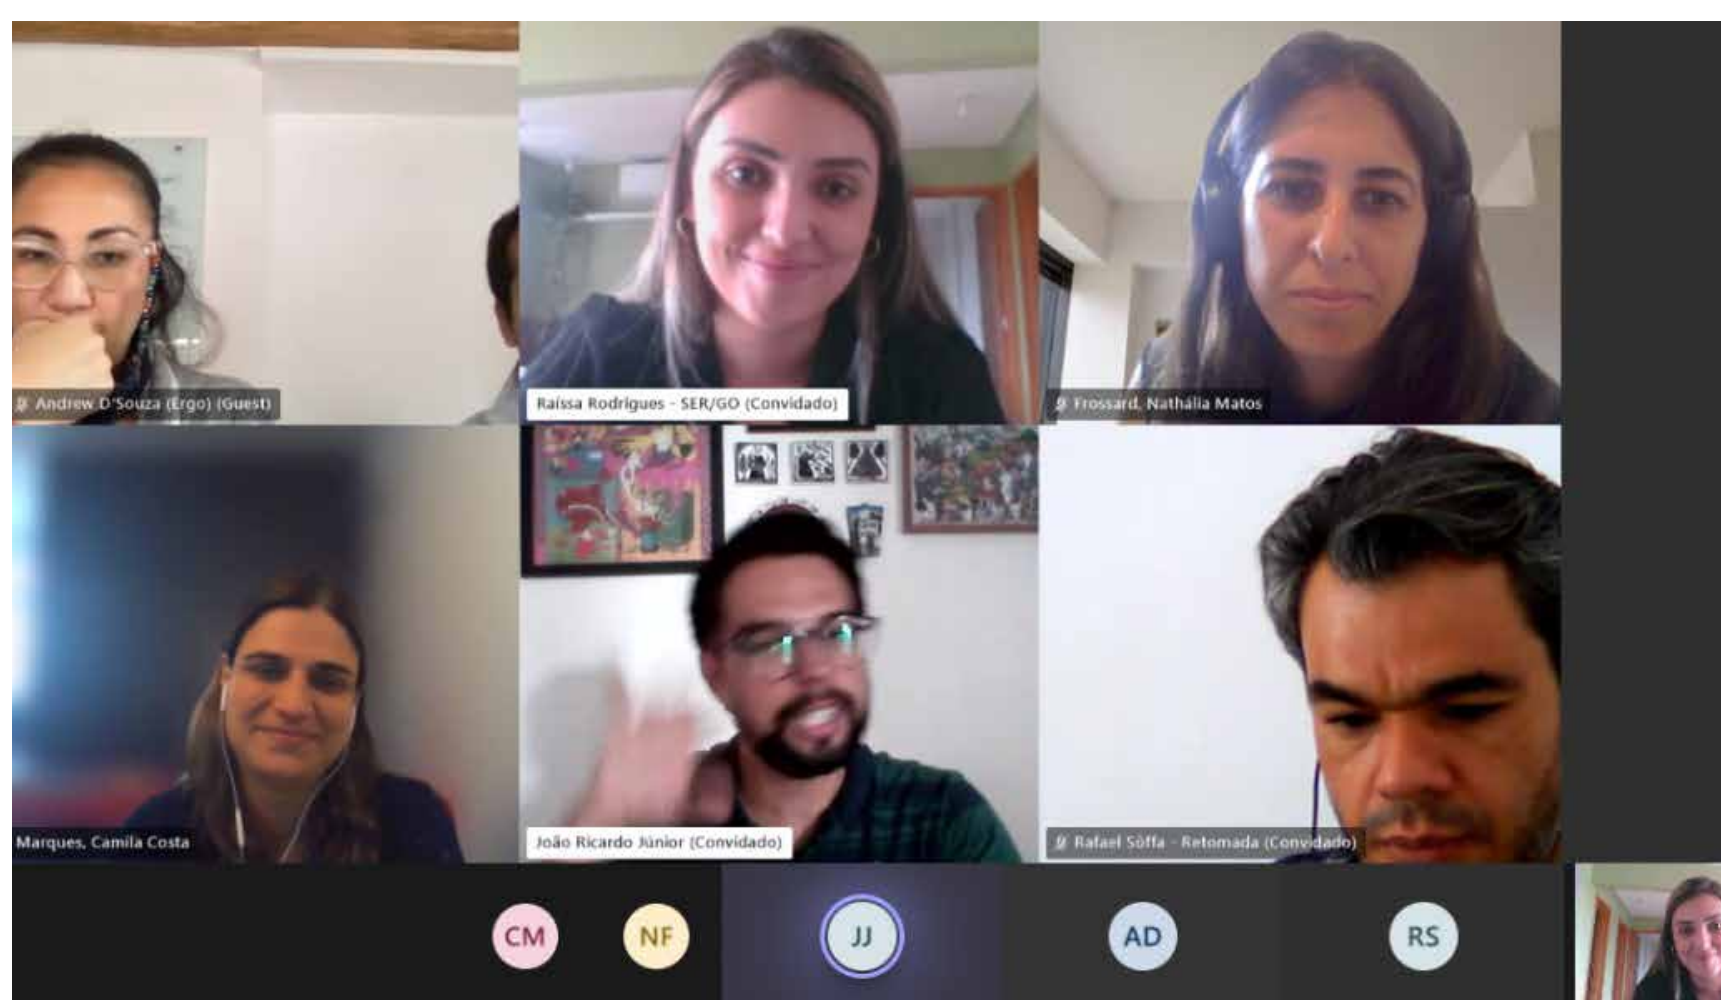 Andrew D'Souza (Ergo) (Guest)
Raíssa Rodrigues - SER/GO (Convidado)
Frossard, Nathália Matos
Marques, Camila Costa
João Ricardo Júnior (Convidado)
Rafael Sôffa - Retomada (Convidado)
CM
NF
JJ
AD
RS